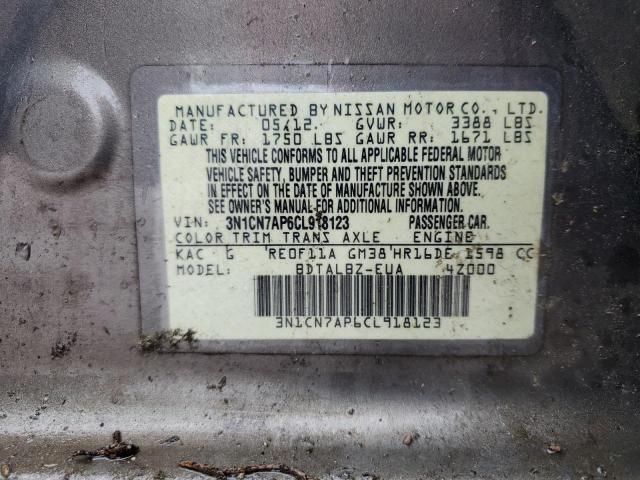 MANUFACTURED BY NISSAN MOTOR CO., LTD.
DATE: 05/12 GVWR: 3388 LBS
GAWR FR: 1750 LBS GAWR RR: 1671 LBS
THIS VEHICLE CONFORMS TO ALL APPLICABLE FEDERAL MOTOR
VEHICLE SAFETY, BUMPER AND THEFT PREVENTION STANDARDS
IN EFFECT ON THE DATE OF MANUFACTURE SHOWN ABOVE.
SEE OWNER'S MANUAL FOR ADDITIONAL INFORMATION.
VIN: 3N1CN7AP6CL918123 PASSENGER CAR.
COLOR TRIM TRANS AXLE ENGINE
KAC G RE0F11A GM38 HR16DE 1598 CC
MODEL: BDTALBZ-EUA 4Z000
3N1CN7AP6CL918123